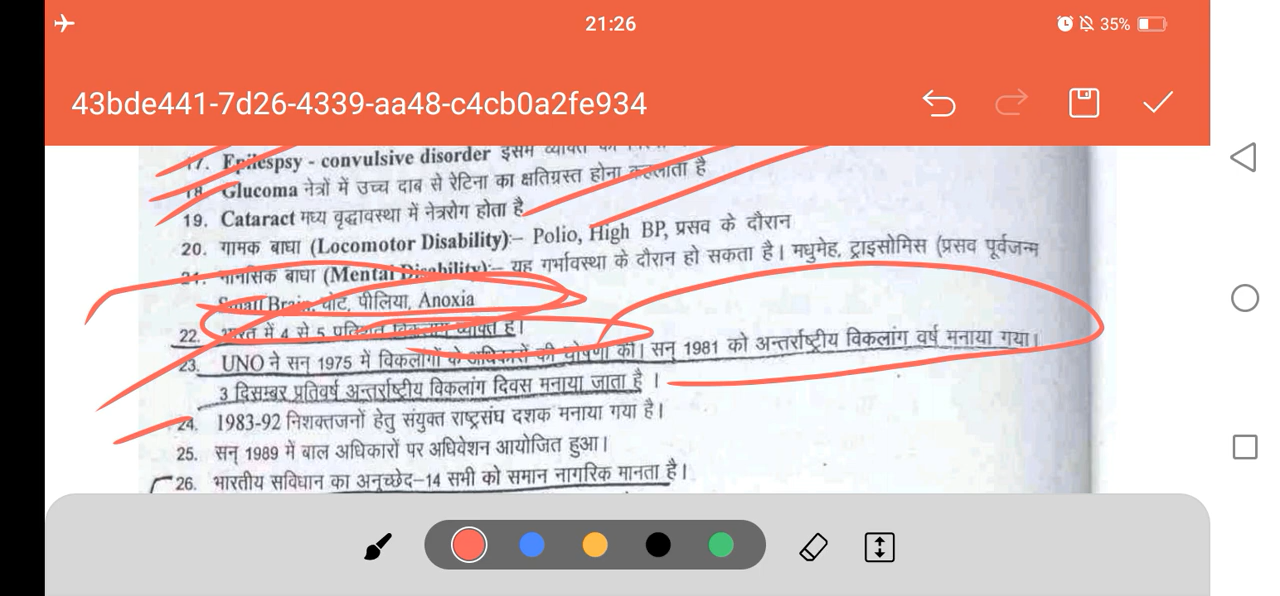 21:26
35%
43bde441-7d26-4339-aa48-c4cb0a2fe934
17. Epilespsy - convulsive disorder इसमें व्यक्ति
18. Glucoma नेत्रों में उच्च दाब से रेटिना का क्षतिग्रस्त होना कहलाता है
19. Cataract मध्य वृद्धावस्था में नेत्ररोग होता है
20. गामक बाधा (Locomotor Disability):– Polio, High BP, प्रसव के दौरान
21. मानसिक बाधा (Mental Disability):– यह गर्भावस्था के दौरान हो सकता है। मधुमेह, ट्राइसोमिस (प्रसव पूर्वजन्म
Small Brain, चोट, पीलिया, Anoxia
22. भारत में 4 से 5 प्रतिशत विकलांग व्यक्ति है।
23. UNO ने सन् 1975 में विकलांगों के अधिकारों की घोषणा की। सन् 1981 को अन्तर्राष्ट्रीय विकलांग वर्ष मनाया गया।
3 दिसम्बर प्रतिवर्ष अन्तर्राष्ट्रीय विकलांग दिवस मनाया जाता है ।
24. 1983-92 निशक्तजनों हेतु संयुक्त राष्ट्रसंघ दशक मनाया गया है।
25. सन् 1989 में बाल अधिकारों पर अधिवेशन आयोजित हुआ।
26. भारतीय सविधान का अनुच्छेद–14 सभी को समान नागरिक मानता है।